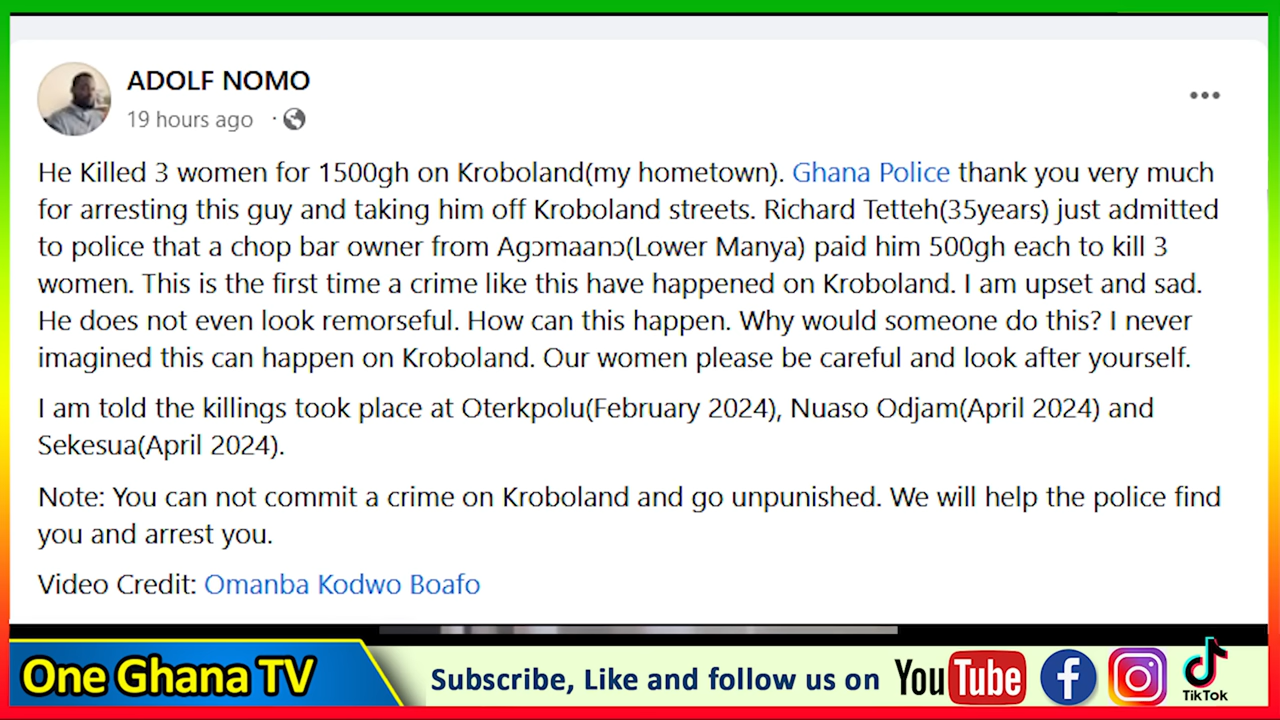 ADOLF NOMO
19 hours ago ·
He Killed 3 women for 1500gh on Kroboland(my hometown). Ghana Police thank you very much
for arresting this guy and taking him off Kroboland streets. Richard Tetteh(35years) just admitted
to police that a chop bar owner from Agɔmaanɔ(Lower Manya) paid him 500gh each to kill 3
women. This is the first time a crime like this have happened on Kroboland. I am upset and sad.
He does not even look remorseful. How can this happen. Why would someone do this? I never
imagined this can happen on Kroboland. Our women please be careful and look after yourself.
I am told the killings took place at Oterkpolu(February 2024), Nuaso Odjam(April 2024) and
Sekesua(April 2024).
Note: You can not commit a crime on Kroboland and go unpunished. We will help the police find
you and arrest you.
Video Credit: Omanba Kodwo Boafo
One Ghana TV
Subscribe, Like and follow us on YouTube
TikTok